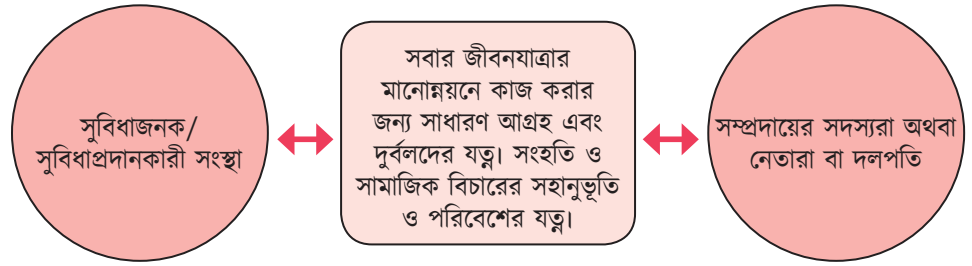 সুবিধাজনক/
সুবিধাপ্রদানকারী সংস্থা
সবার জীবনযাত্রার
মানোন্নয়নে কাজ করার
জন্য সাধারণ আগ্রহ এবং
দুর্বলদের যত্ন। সংহতি ও
সামাজিক বিচারের সহানুভূতি
ও পরিবেশের যত্ন।
সম্প্রদায়ের সদস্যরা অথবা
নেতারা বা দলপতি